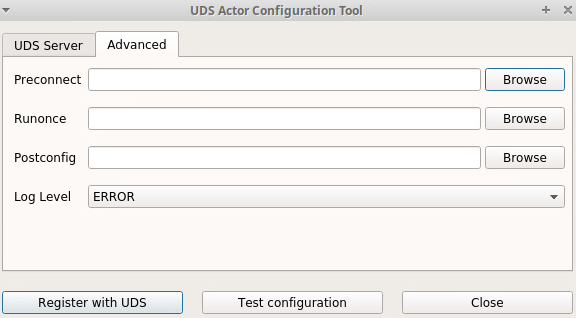 UDS Actor Configuration Tool
UDS Server Advanced
Preconnect Browse
Runonce Browse
Postconfig Browse
Log Level ERROR
Register with UDS Test configuration Close